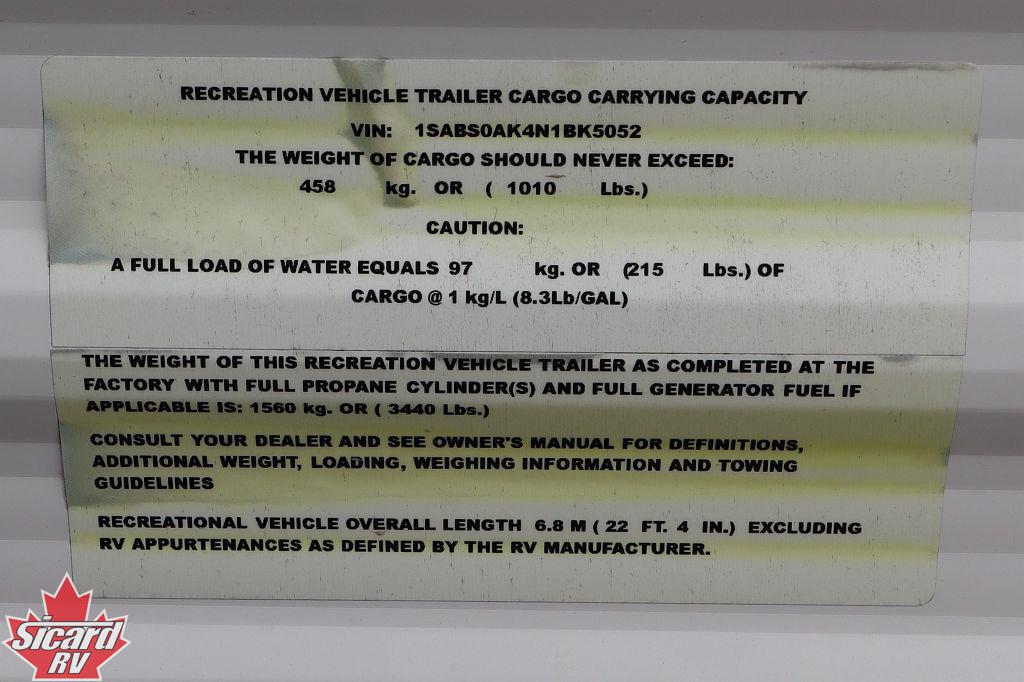 RECREATION VEHICLE TRAILER CARGO CARRYING CAPACITY
VIN: 1SABS0AK4N1BK5052
THE WEIGHT OF CARGO SHOULD NEVER EXCEED:
458 kg. OR ( 1010 Lbs.)
CAUTION:
A FULL LOAD OF WATER EQUALS 97 kg. OR (215 Lbs.) OF
CARGO @ 1 kg/L (8.3Lb/GAL)
THE WEIGHT OF THIS RECREATION VEHICLE TRAILER AS COMPLETED AT THE
FACTORY WITH FULL PROPANE CYLINDER(S) AND FULL GENERATOR FUEL IF
APPLICABLE IS: 1560 kg. OR ( 3440 Lbs.)
CONSULT YOUR DEALER AND SEE OWNER'S MANUAL FOR DEFINITIONS,
ADDITIONAL WEIGHT, LOADING, WEIGHING INFORMATION AND TOWING
GUIDELINES
RECREATIONAL VEHICLE OVERALL LENGTH 6.8 M ( 22 FT. 4 IN.) EXCLUDING
RV APPURTENANCES AS DEFINED BY THE RV MANUFACTURER.
Sicard
RV